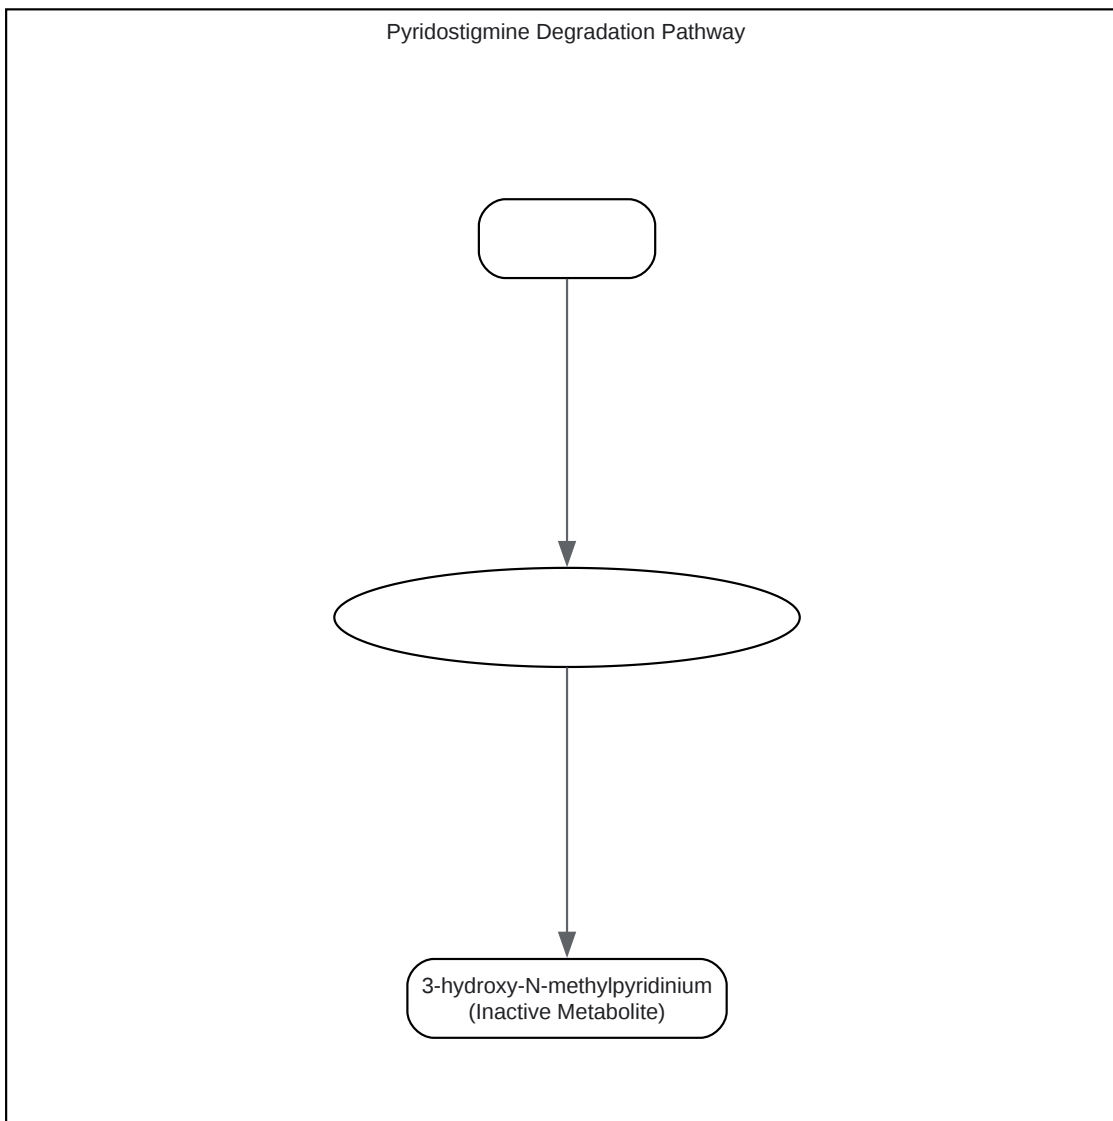 Pyridostigmine Degradation Pathway
3-hydroxy-N-methylpyridinium
(Inactive Metabolite)